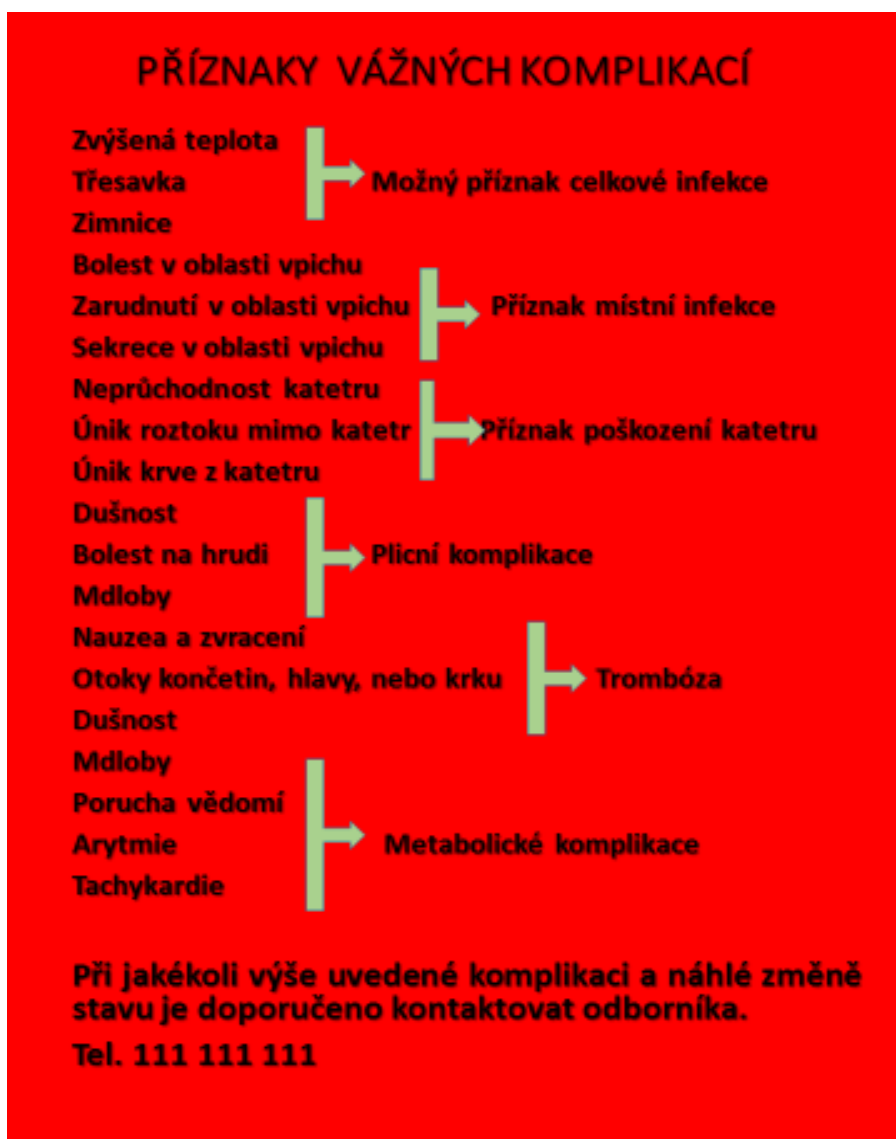 PŘÍZNAKY VÁŽNÝCH KOMPLIKACÍ
Zvýšená teplota
Třesavka
Možný příznak celkové infekce
Zimnice
Bolest v oblasti vpichu
Zarudnutí v oblasti vpichu
Příznak místní infekce
Sekrece v oblasti vpichu
Neprůchodnost katetru
Únik roztoku mimo katetr
Příznak poškození katetru
Únik krve z katetru
Dušnost
Bolest na hrudi
Plicní komplikace
Mdloby
Nauzea a zvracení
Otoky končetin, hlavy, nebo krku
Trombóza
Dušnost
Mdloby
Porucha vědomí
Arytmie
Metabolické komplikace
Tachykardie
Při jakékoli výše uvedené komplikaci a náhlé změně
stavu je doporučeno kontaktovat odborníka.
Tel. 111 111 111